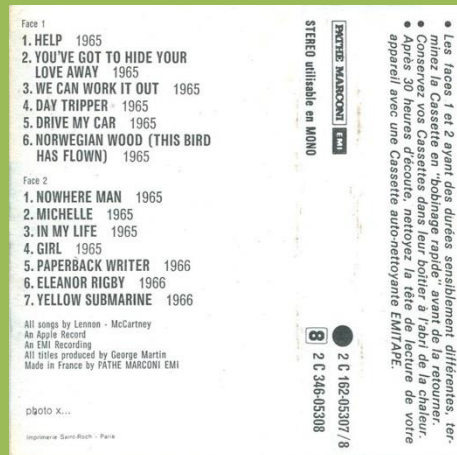 Face 1
1. HELP 1965
2. YOU'VE GOT TO HIDE YOUR
LOVE AWAY 1965
3. WE CAN WORK IT OUT 1965
4. DAY TRIPPER 1965
5. DRIVE MY CAR 1965
6. NORWEGIAN WOOD (THIS BIRD
HAS FLOWN) 1965
Face 2
1. NOWHERE MAN 1965
2. MICHELLE 1965
3. IN MY LIFE 1965
4. GIRL 1965
5. PAPERBACK WRITER 1966
6. ELEANOR RIGBY 1966
7. YELLOW SUBMARINE 1966
All songs by Lennon - McCartney
An Apple Record
An EMI Recording
All titles produced by George Martin
Made in France by PATHE MARCONI EMI
photo x...
Imprimerie Saint-Roch - Paris
PATHE MARCONI EMI
STEREO utilisable en MONO
2 C 162-05307/8
8 2 C 346-05308
• Les faces 1 et 2 ayant des durées sensiblement différentes, ter-
minez la Cassette en "bobinage rapide" avant de la retourner.
• Conservez vos Cassettes dans leur boîtier à l'abri de la chaleur.
• Après 30 heures d'écoute, nettoyez la tête de lecture de votre
appareil avec une Cassette auto-nettoyante EMITAPE.